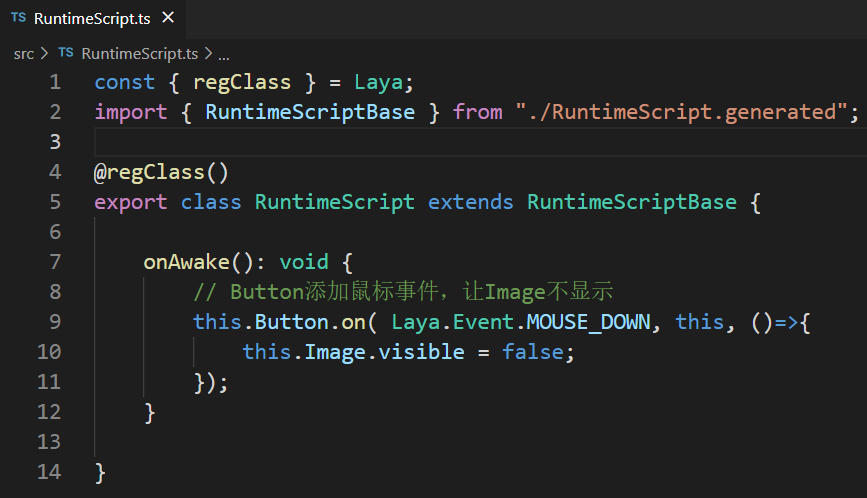 TS RuntimeScript.ts ×
src > TS RuntimeScript.ts > ...
1 const { regClass } = Laya;
2 import { RuntimeScriptBase } from "./RuntimeScript.generated";
3
4 @regClass()
5 export class RuntimeScript extends RuntimeScriptBase {
6
7     onAwake(): void {
8         // Button添加鼠标事件，让Image不显示
9         this.Button.on( Laya.Event.MOUSE_DOWN, this, ()=>{
10             this.Image.visible = false;
11         });
12     }
13
14 }